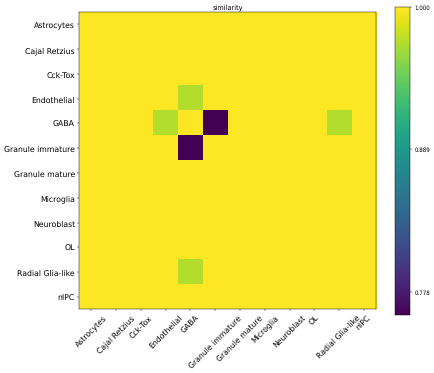 similarity
Astrocytes
Cajal Retzius
Cck-Tox
Endothelial
GABA
Granule immature
Granule mature
Microglia
Neuroblast
OL
Radial Glia-like
nIPC
Astrocytes
Cajal Retzius
Cck-Tox
Endothelial
GABA
Granule immature
Granule mature
Microglia
Neuroblast
OL
Radial Glia-like
nIPC
1.000
0.889
0.778